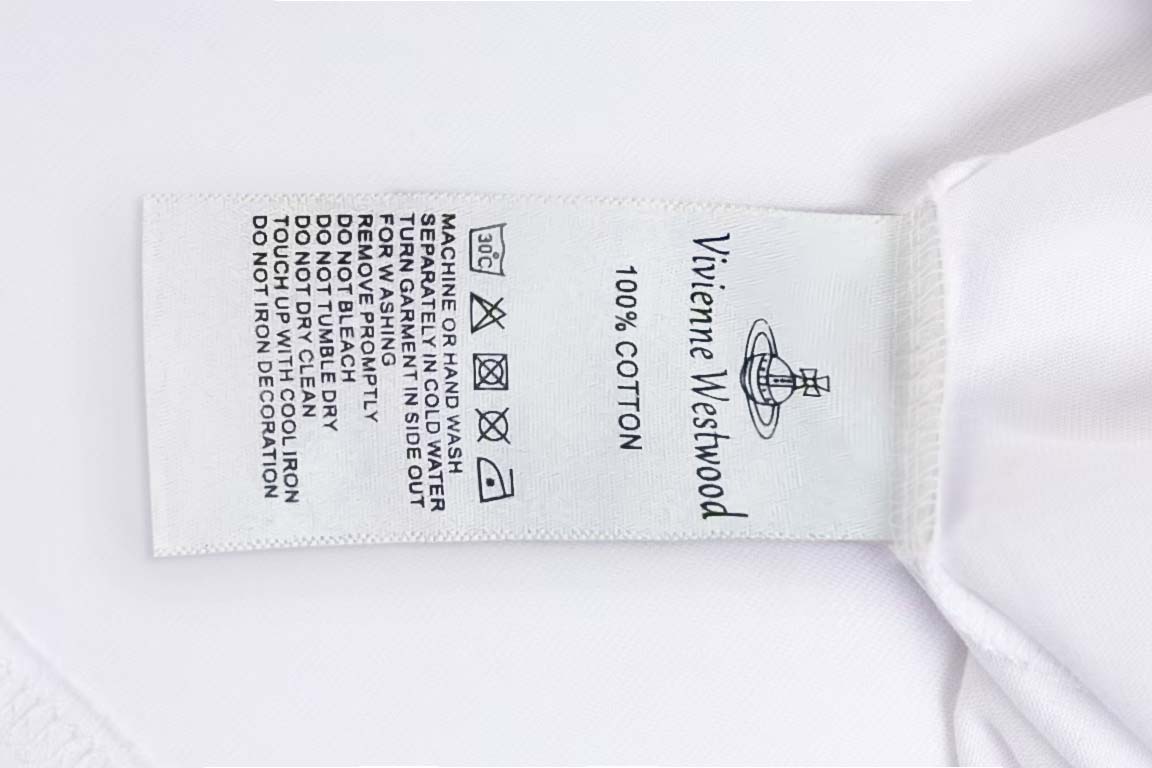 Vivienne Westwood
100% COTTON
30°C
MACHINE OR HAND WASH
SEPARATELY IN COLD WATER
TURN GARMENT IN SIDE OUT
FOR WASHING
REMOVE PROMPTLY
DO NOT BLEACH
DO NOT TUMBLE DRY
DO NOT DRY CLEAN
TOUCH UP WITH COOL IRON
DO NOT IRON DECORATION